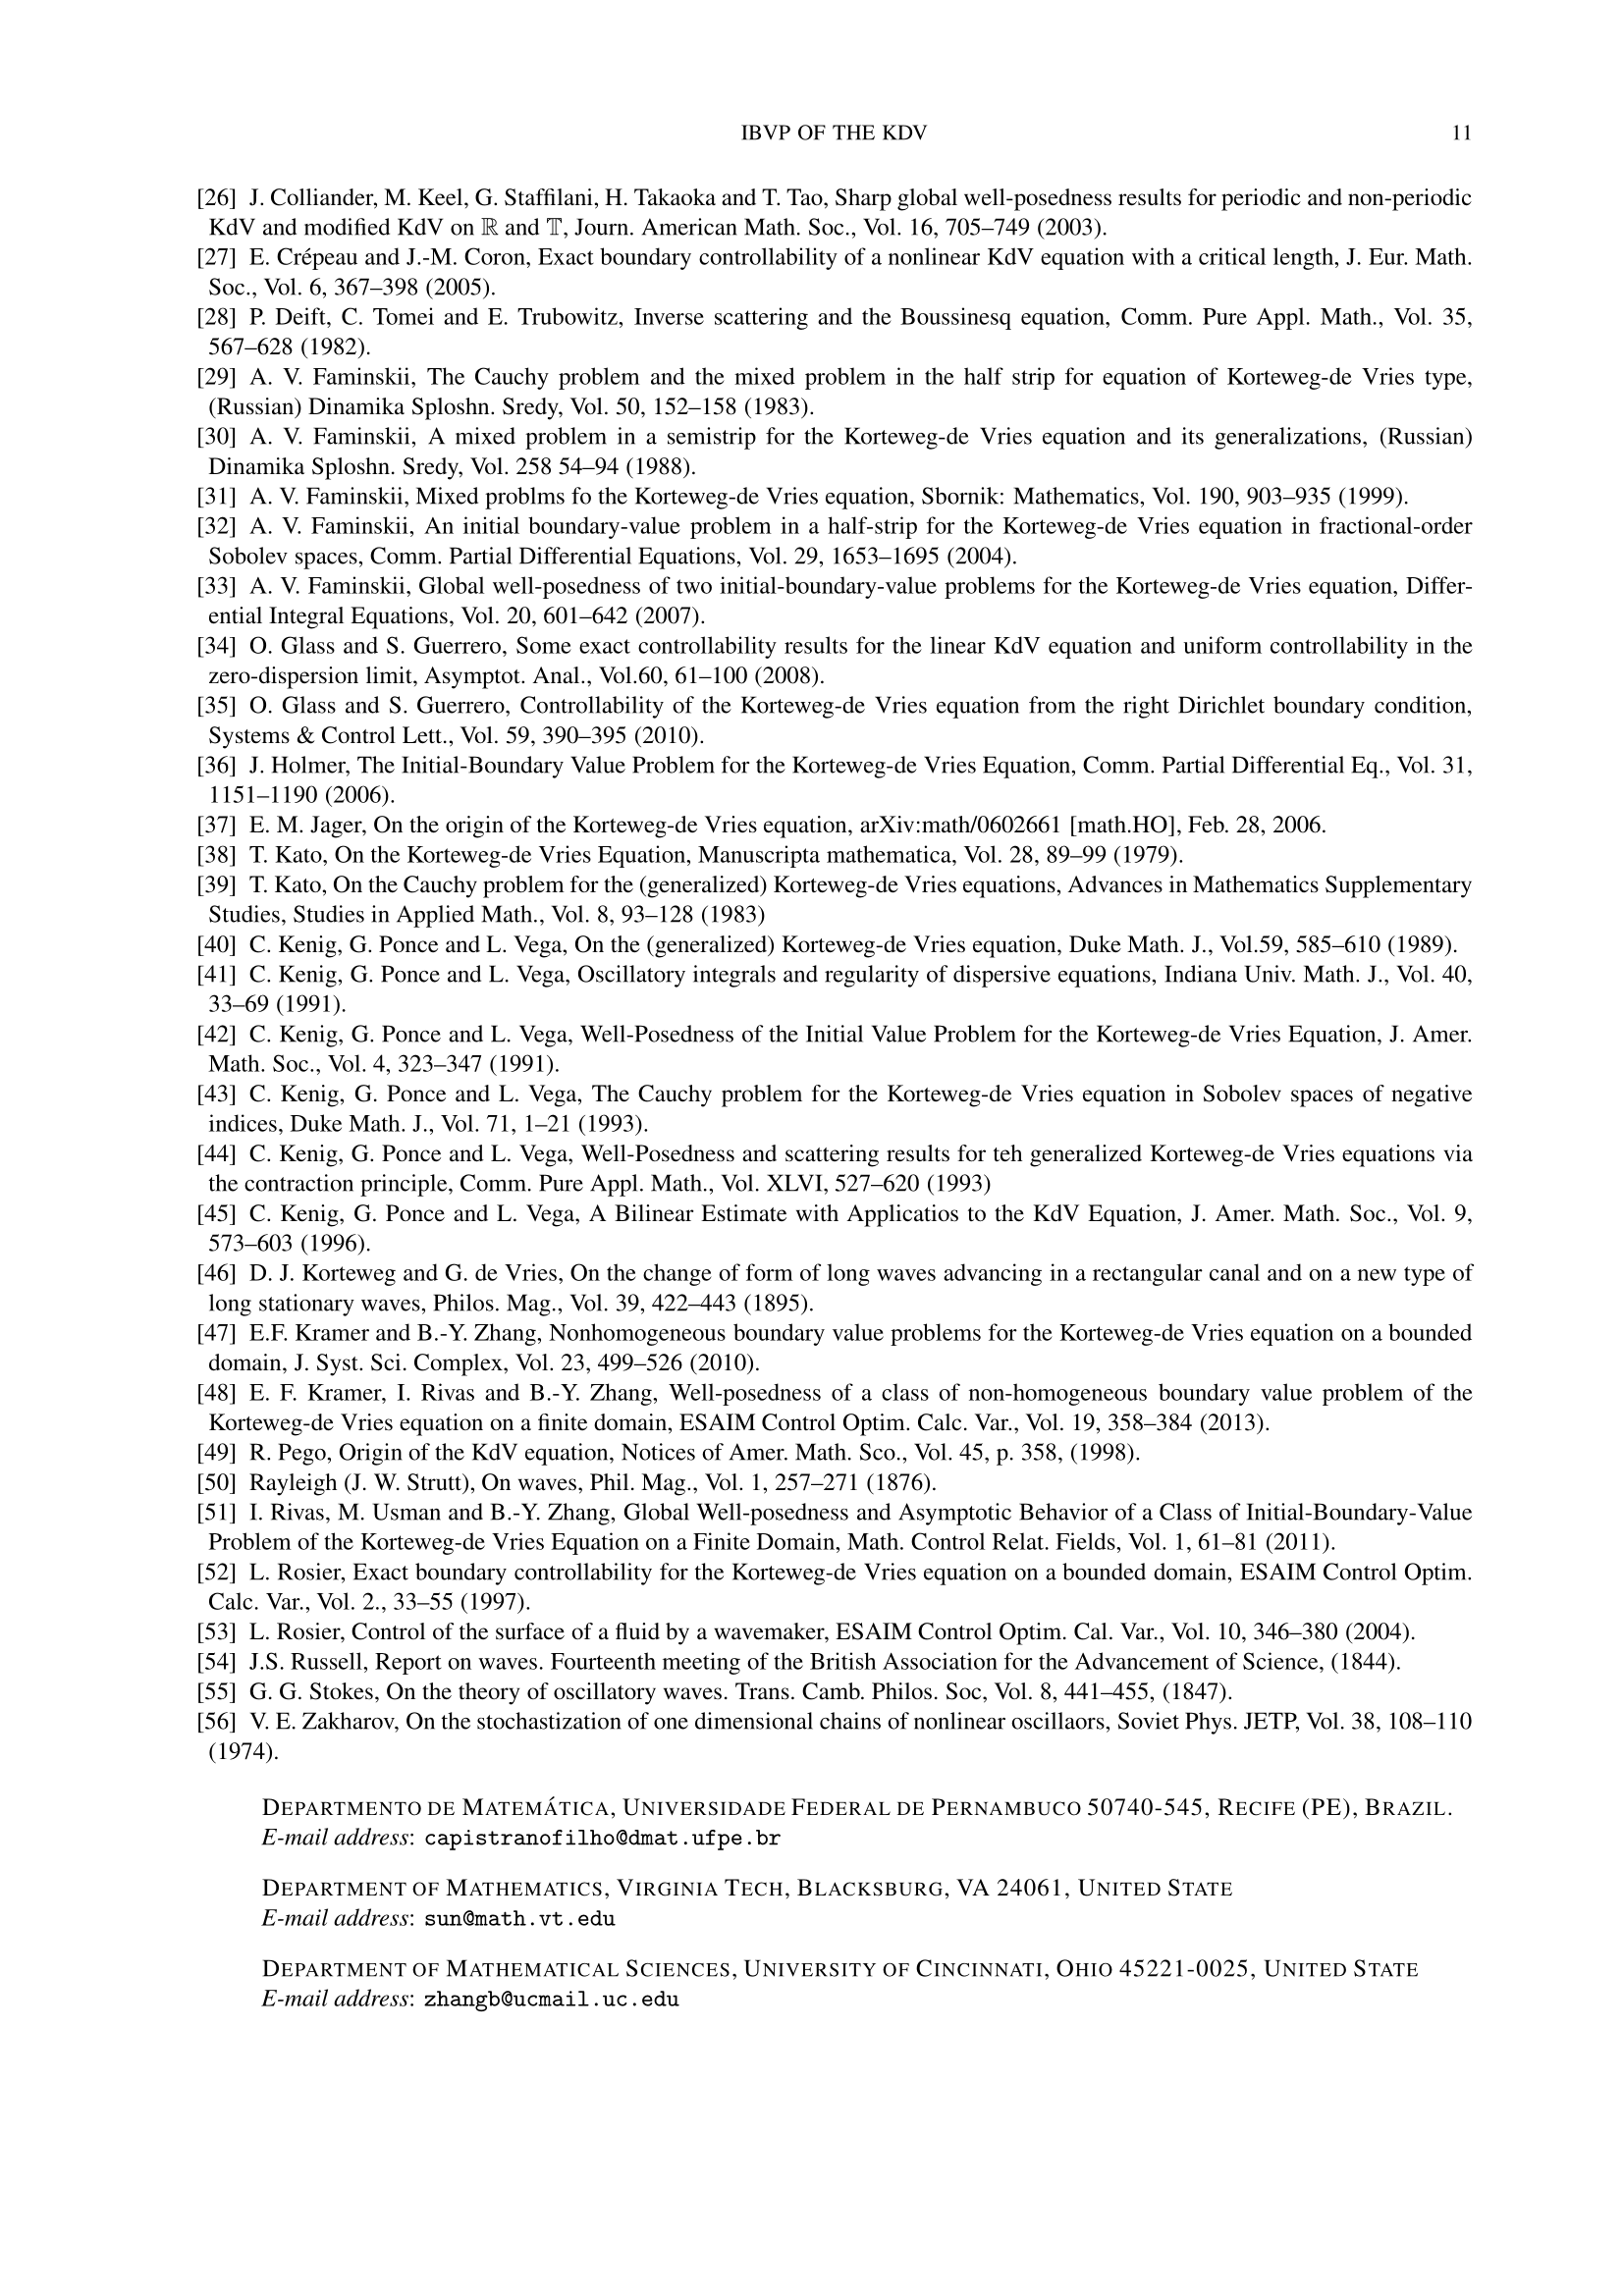 IBVP OF THE KDV 11
[26] J. Colliander, M. Keel, G. Staffilani, H. Takaoka and T. Tao, Sharp global well-posedness results for periodic and non-periodic
KdV and modified KdV on ℝ and 𝕋, Journ. American Math. Soc., Vol. 16, 705–749 (2003).
[27] E. Crépeau and J.-M. Coron, Exact boundary controllability of a nonlinear KdV equation with a critical length, J. Eur. Math.
Soc., Vol. 6, 367–398 (2005).
[28] P. Deift, C. Tomei and E. Trubowitz, Inverse scattering and the Boussinesq equation, Comm. Pure Appl. Math., Vol. 35,
567–628 (1982).
[29] A. V. Faminskii, The Cauchy problem and the mixed problem in the half strip for equation of Korteweg-de Vries type,
(Russian) Dinamika Sploshn. Sredy, Vol. 50, 152–158 (1983).
[30] A. V. Faminskii, A mixed problem in a semistrip for the Korteweg-de Vries equation and its generalizations, (Russian)
Dinamika Sploshn. Sredy, Vol. 258 54–94 (1988).
[31] A. V. Faminskii, Mixed problms fo the Korteweg-de Vries equation, Sbornik: Mathematics, Vol. 190, 903–935 (1999).
[32] A. V. Faminskii, An initial boundary-value problem in a half-strip for the Korteweg-de Vries equation in fractional-order
Sobolev spaces, Comm. Partial Differential Equations, Vol. 29, 1653–1695 (2004).
[33] A. V. Faminskii, Global well-posedness of two initial-boundary-value problems for the Korteweg-de Vries equation, Differ-
ential Integral Equations, Vol. 20, 601–642 (2007).
[34] O. Glass and S. Guerrero, Some exact controllability results for the linear KdV equation and uniform controllability in the
zero-dispersion limit, Asymptot. Anal., Vol.60, 61–100 (2008).
[35] O. Glass and S. Guerrero, Controllability of the Korteweg-de Vries equation from the right Dirichlet boundary condition,
Systems & Control Lett., Vol. 59, 390–395 (2010).
[36] J. Holmer, The Initial-Boundary Value Problem for the Korteweg-de Vries Equation, Comm. Partial Differential Eq., Vol. 31,
1151–1190 (2006).
[37] E. M. Jager, On the origin of the Korteweg-de Vries equation, arXiv:math/0602661 [math.HO], Feb. 28, 2006.
[38] T. Kato, On the Korteweg-de Vries Equation, Manuscripta mathematica, Vol. 28, 89–99 (1979).
[39] T. Kato, On the Cauchy problem for the (generalized) Korteweg-de Vries equations, Advances in Mathematics Supplementary
Studies, Studies in Applied Math., Vol. 8, 93–128 (1983)
[40] C. Kenig, G. Ponce and L. Vega, On the (generalized) Korteweg-de Vries equation, Duke Math. J., Vol.59, 585–610 (1989).
[41] C. Kenig, G. Ponce and L. Vega, Oscillatory integrals and regularity of dispersive equations, Indiana Univ. Math. J., Vol. 40,
33–69 (1991).
[42] C. Kenig, G. Ponce and L. Vega, Well-Posedness of the Initial Value Problem for the Korteweg-de Vries Equation, J. Amer.
Math. Soc., Vol. 4, 323–347 (1991).
[43] C. Kenig, G. Ponce and L. Vega, The Cauchy problem for the Korteweg-de Vries equation in Sobolev spaces of negative
indices, Duke Math. J., Vol. 71, 1–21 (1993).
[44] C. Kenig, G. Ponce and L. Vega, Well-Posedness and scattering results for teh generalized Korteweg-de Vries equations via
the contraction principle, Comm. Pure Appl. Math., Vol. XLVI, 527–620 (1993)
[45] C. Kenig, G. Ponce and L. Vega, A Bilinear Estimate with Applicatios to the KdV Equation, J. Amer. Math. Soc., Vol. 9,
573–603 (1996).
[46] D. J. Korteweg and G. de Vries, On the change of form of long waves advancing in a rectangular canal and on a new type of
long stationary waves, Philos. Mag., Vol. 39, 422–443 (1895).
[47] E.F. Kramer and B.-Y. Zhang, Nonhomogeneous boundary value problems for the Korteweg-de Vries equation on a bounded
domain, J. Syst. Sci. Complex, Vol. 23, 499–526 (2010).
[48] E. F. Kramer, I. Rivas and B.-Y. Zhang, Well-posedness of a class of non-homogeneous boundary value problem of the
Korteweg-de Vries equation on a finite domain, ESAIM Control Optim. Calc. Var., Vol. 19, 358–384 (2013).
[49] R. Pego, Origin of the KdV equation, Notices of Amer. Math. Sco., Vol. 45, p. 358, (1998).
[50] Rayleigh (J. W. Strutt), On waves, Phil. Mag., Vol. 1, 257–271 (1876).
[51] I. Rivas, M. Usman and B.-Y. Zhang, Global Well-posedness and Asymptotic Behavior of a Class of Initial-Boundary-Value
Problem of the Korteweg-de Vries Equation on a Finite Domain, Math. Control Relat. Fields, Vol. 1, 61–81 (2011).
[52] L. Rosier, Exact boundary controllability for the Korteweg-de Vries equation on a bounded domain, ESAIM Control Optim.
Calc. Var., Vol. 2., 33–55 (1997).
[53] L. Rosier, Control of the surface of a fluid by a wavemaker, ESAIM Control Optim. Cal. Var., Vol. 10, 346–380 (2004).
[54] J.S. Russell, Report on waves. Fourteenth meeting of the British Association for the Advancement of Science, (1844).
[55] G. G. Stokes, On the theory of oscillatory waves. Trans. Camb. Philos. Soc, Vol. 8, 441–455, (1847).
[56] V. E. Zakharov, On the stochastization of one dimensional chains of nonlinear oscillaors, Soviet Phys. JETP, Vol. 38, 108–110
(1974).
DEPARTMENTO DE MATEMÁTICA, UNIVERSIDADE FEDERAL DE PERNAMBUCO 50740-545, RECIFE (PE), BRAZIL.
E-mail address: capistranofilho@dmat.ufpe.br
DEPARTMENT OF MATHEMATICS, VIRGINIA TECH, BLACKSBURG, VA 24061, UNITED STATE
E-mail address: sun@math.vt.edu
DEPARTMENT OF MATHEMATICAL SCIENCES, UNIVERSITY OF CINCINNATI, OHIO 45221-0025, UNITED STATE
E-mail address: zhangb@ucmail.uc.edu